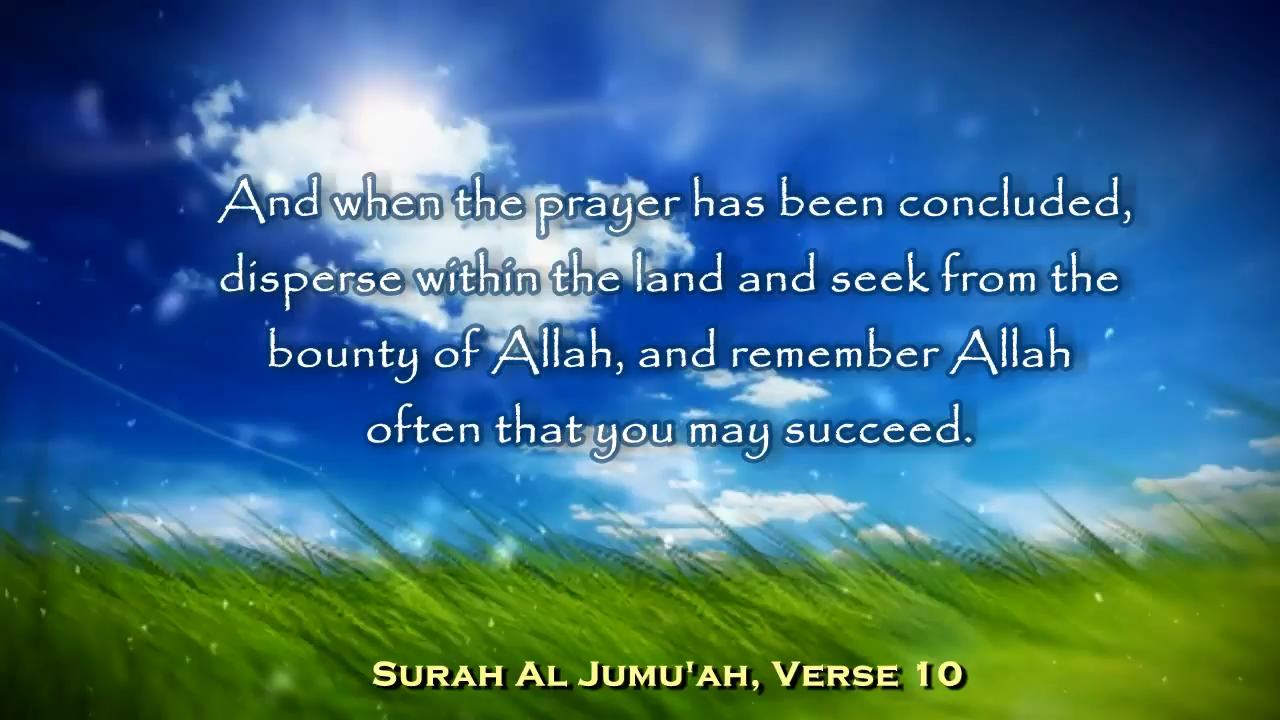 And when the prayer has been concluded,
disperse within the land and seek from the
bounty of Allah, and remember Allah
often that you may succeed.
Surah Al Jumu'ah, Verse 10